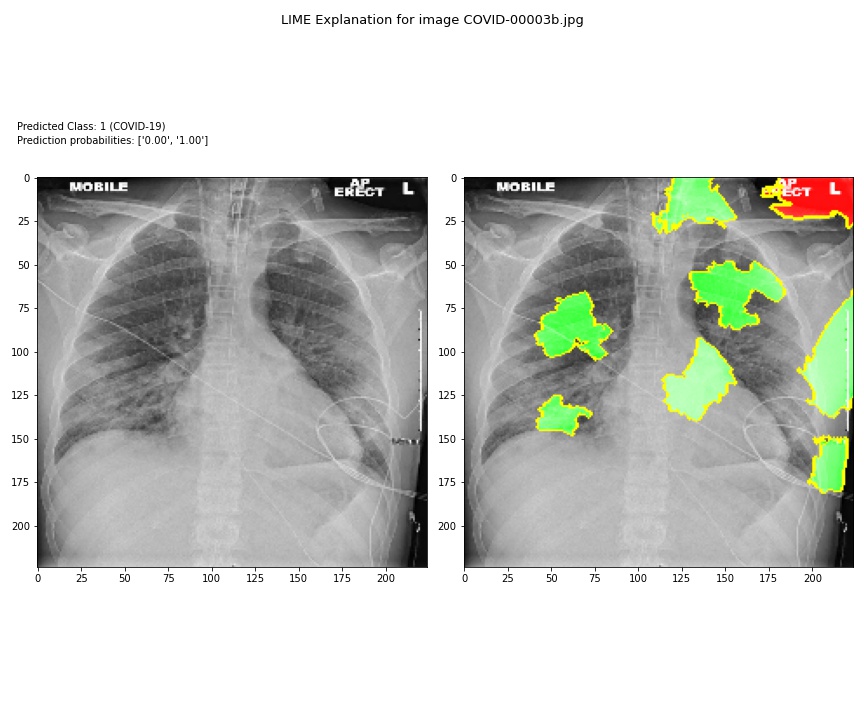 LIME Explanation for image COVID-00003b.jpg
Predicted Class: 1 (COVID-19)
Prediction probabilities: ['0.00', '1.00']
MOBILE
AP
ERECT
L
0
25
50
75
100
125
150
175
200
0 25 50 75 100 125 150 175 200
MOBILE
AP
ERECT
L
0
25
50
75
100
125
150
175
200
0 25 50 75 100 125 150 175 200